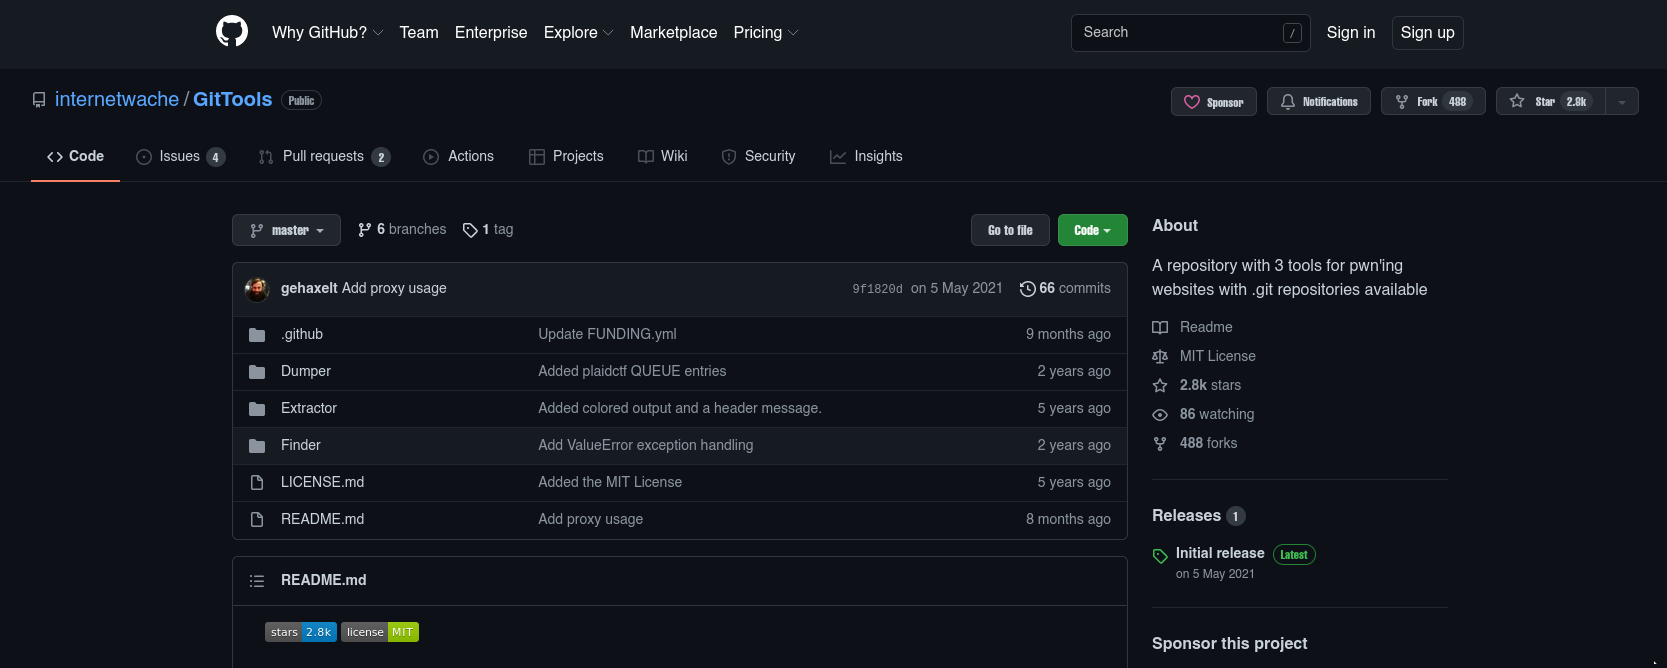 Why GitHub? Team Enterprise Explore Marketplace Pricing Search / Sign in Sign up
internetwache / GitTools Public Sponsor Notifications Fork 488 Star 2.8k
Code Issues 4 Pull requests 2 Actions Projects Wiki Security Insights
master 6 branches 1 tag Go to file Code
gehaxelt Add proxy usage 9f1820d on 5 May 2021 66 commits
.github Update FUNDING.yml 9 months ago
Dumper Added plaidctf QUEUE entries 2 years ago
Extractor Added colored output and a header message. 5 years ago
Finder Add ValueError exception handling 2 years ago
LICENSE.md Added the MIT License 5 years ago
README.md Add proxy usage 8 months ago
README.md
stars 2.8k license MIT
About
A repository with 3 tools for pwn'ing
websites with .git repositories available
Readme
MIT License
2.8k stars
86 watching
488 forks
Releases 1
Initial release Latest
on 5 May 2021
Sponsor this project